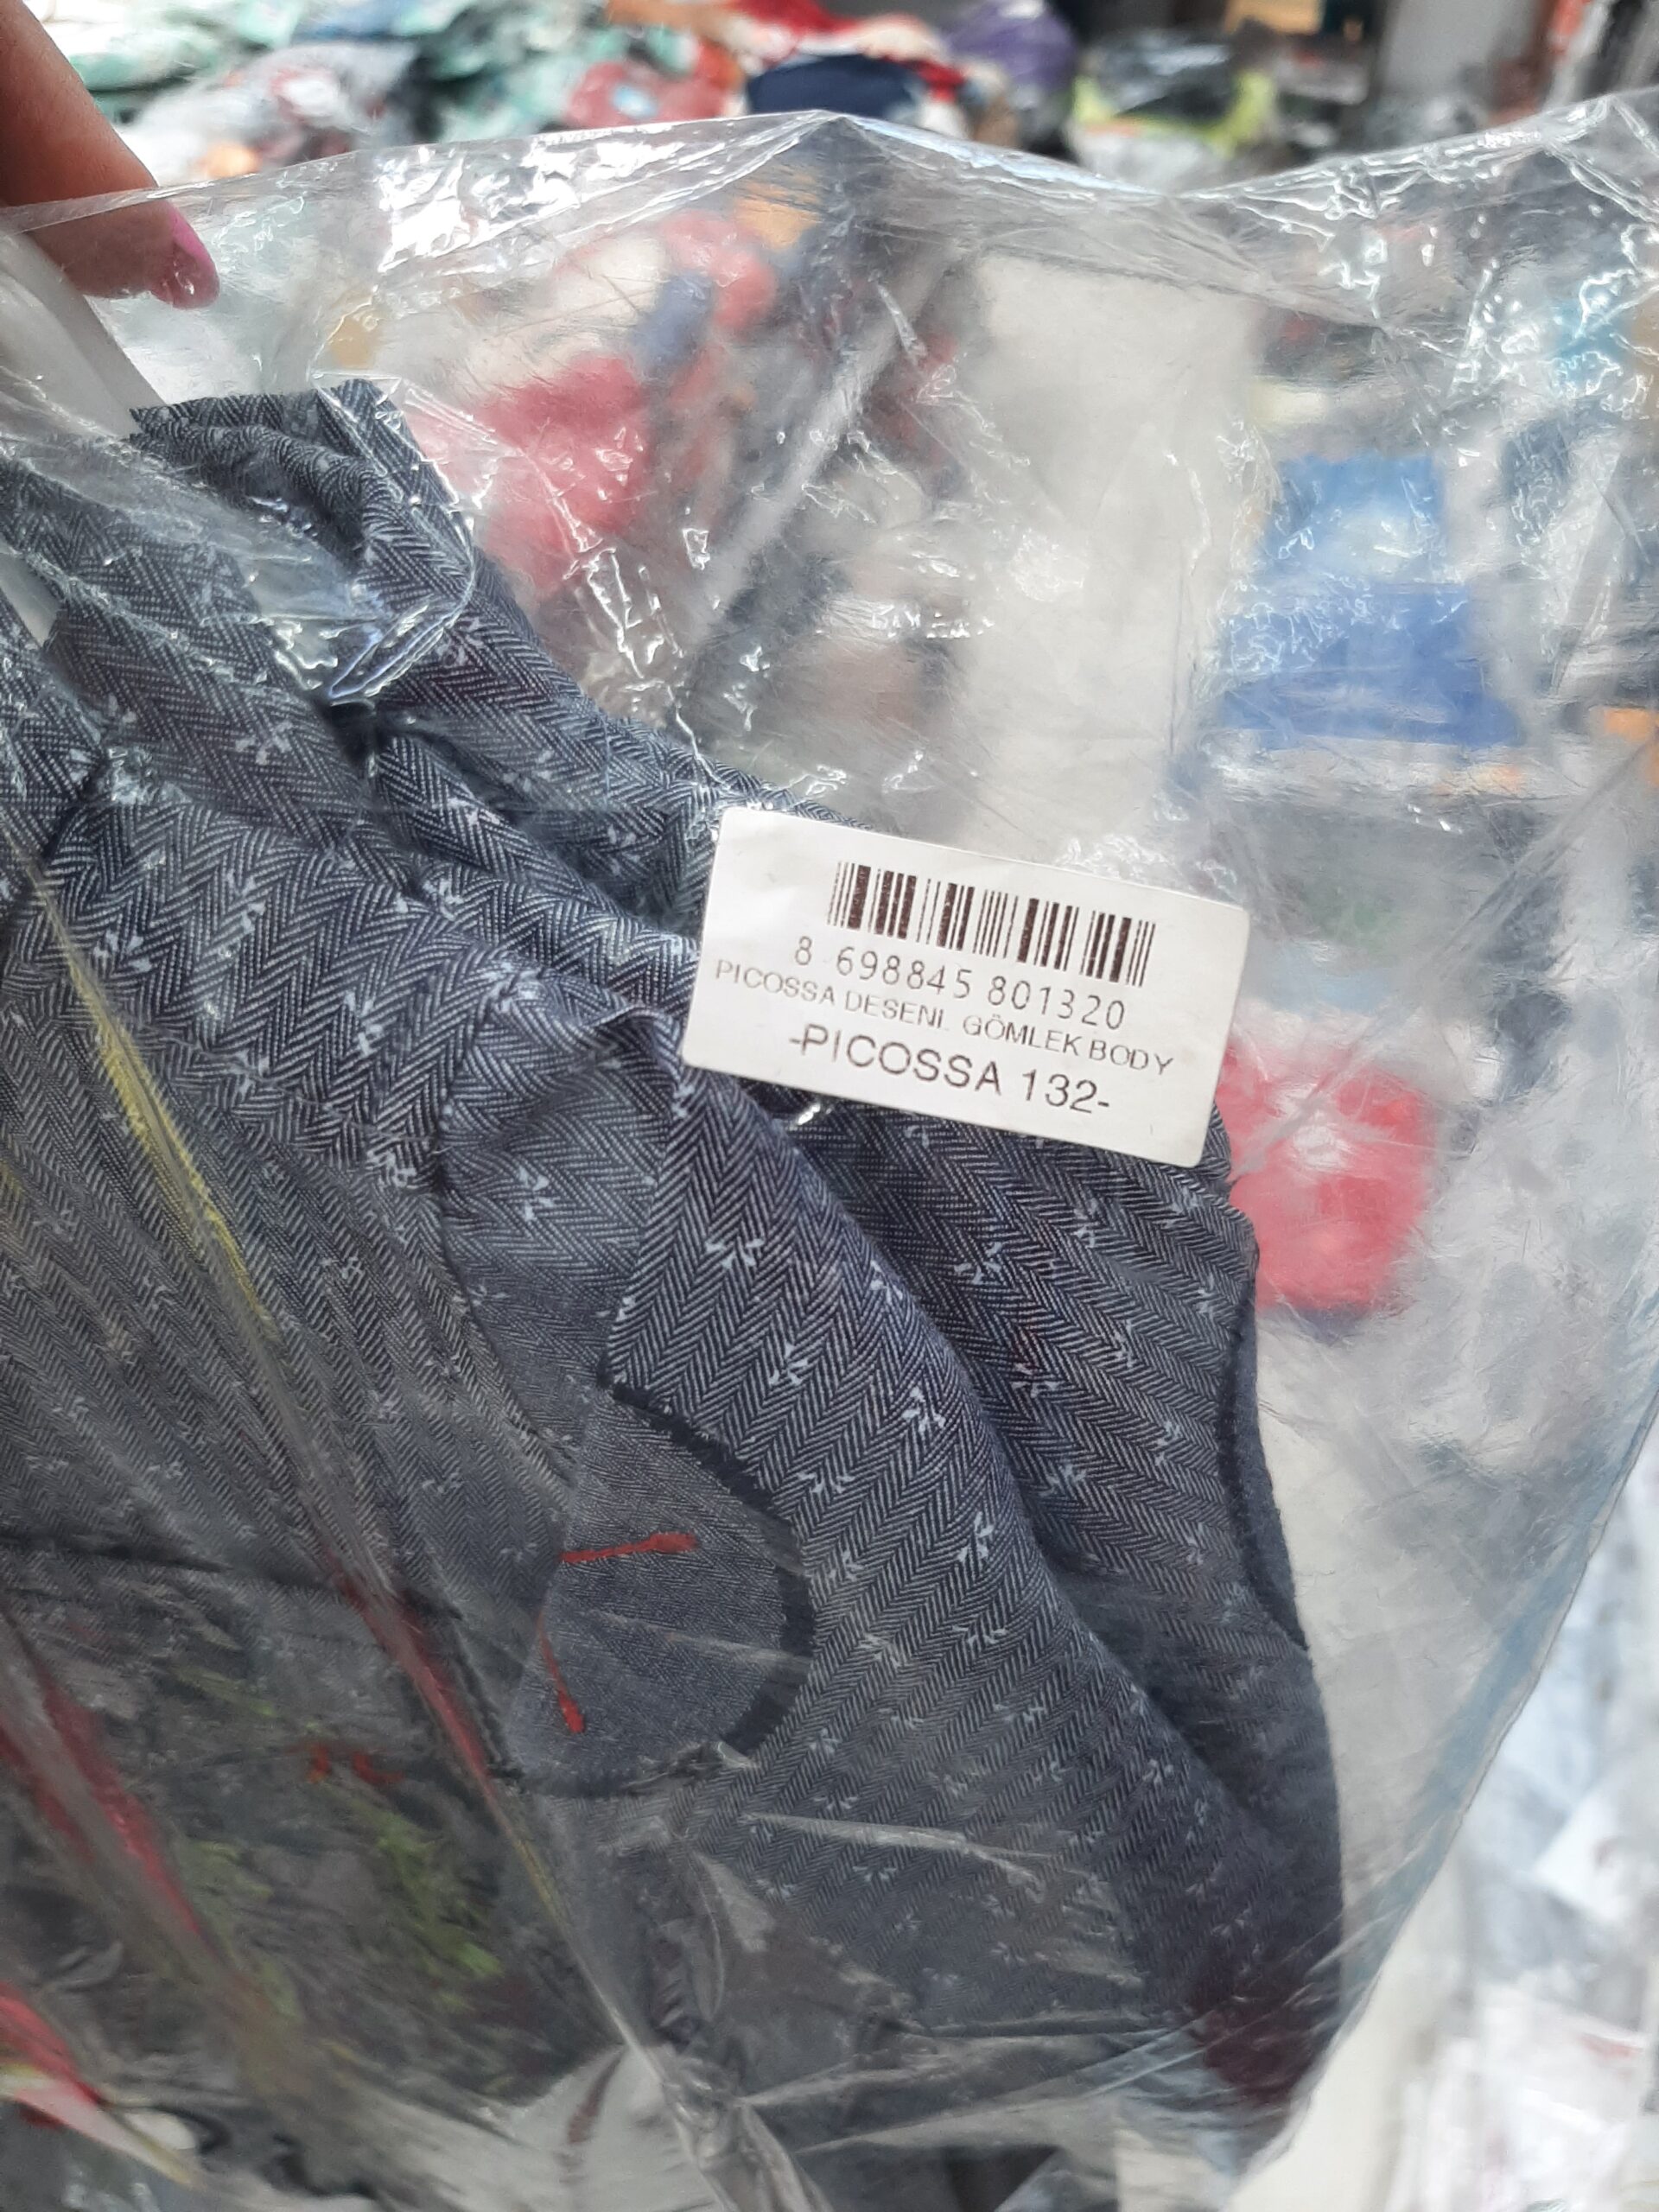 8 698845 801320
PICOSSA DESENL. GÖMLEK BODY
-PICOSSA 132-